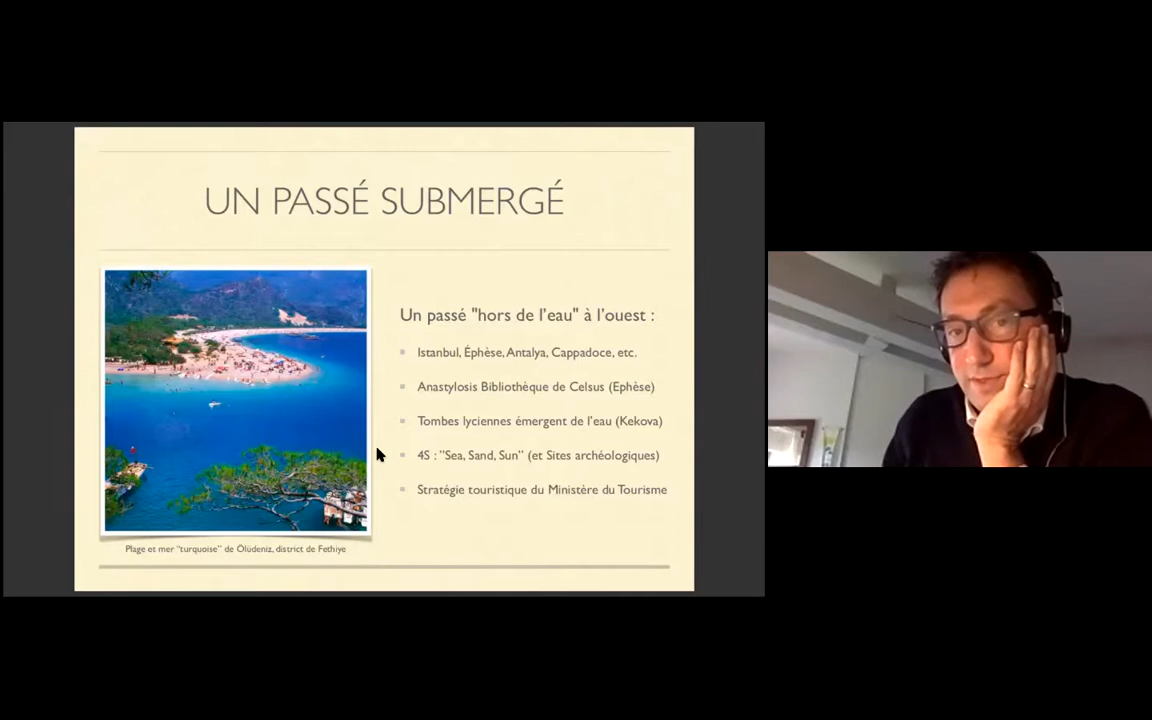 UN PASSÉ SUBMERGÉ
Un passé "hors de l'eau" à l'ouest :
Istanbul, Éphèse, Antalya, Cappadoce, etc.
Anastylosis Bibliothèque de Celsus (Ephèse)
Tombes lyciennes émergent de l'eau (Kekova)
4S : "Sea, Sand, Sun" (et Sites archéologiques)
Stratégie touristique du Ministère du Tourisme
Plage et mer "turquoise" de Ölüdeniz, district de Fethiye